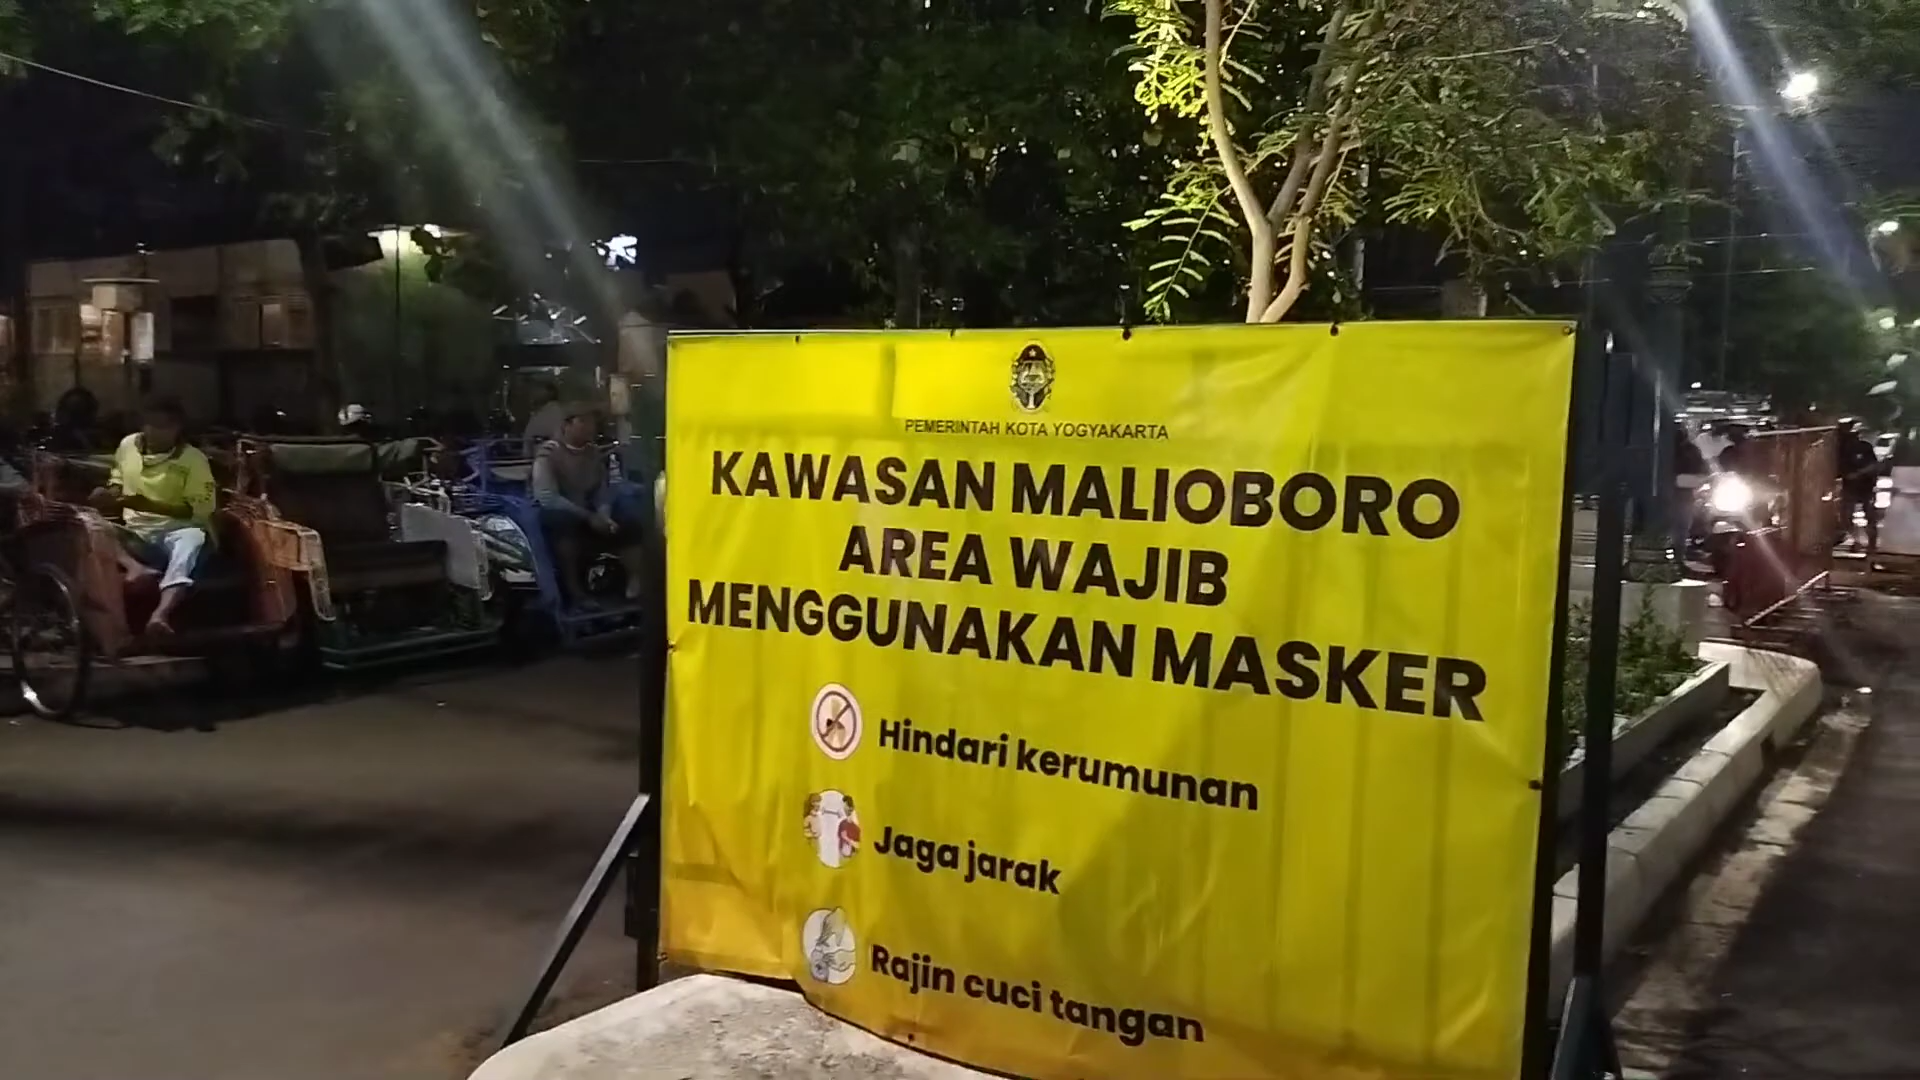 PEMERINTAH KOTA YOGYAKARTA
KAWASAN MALIOBORO
AREA WAJIB
MENGGUNAKAN MASKER
Hindari kerumunan
Jaga jarak
Rajin cuci tangan